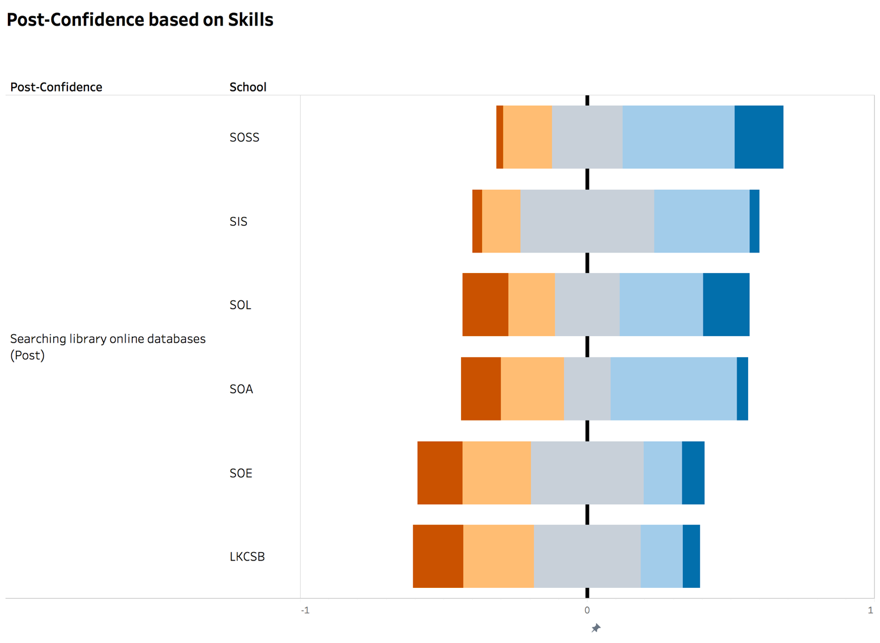 Post-Confidence based on Skills
Post-Confidence School
SOSS
SIS
SOL
Searching library online databases
(Post)
SOA
SOE
LKCSB
-1 0 1